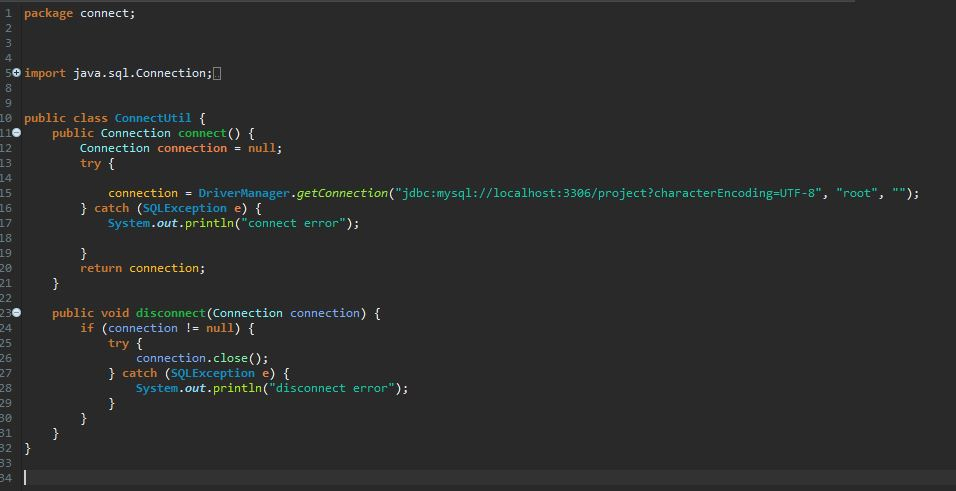 1 package connect;
2
3
4
5 import java.sql.Connection;
8
9
10 public class ConnectUtil {
11     public Connection connect() {
12         Connection connection = null;
13         try {
14
15             connection = DriverManager.getConnection("jdbc:mysql://localhost:3306/project?characterEncoding=UTF-8", "root", "");
16         } catch (SQLException e) {
17             System.out.println("connect error");
18
19         }
20         return connection;
21     }
22
23     public void disconnect(Connection connection) {
24         if (connection != null) {
25             try {
26                 connection.close();
27             } catch (SQLException e) {
28                 System.out.println("disconnect error");
29             }
30         }
31     }
32 }
33
34